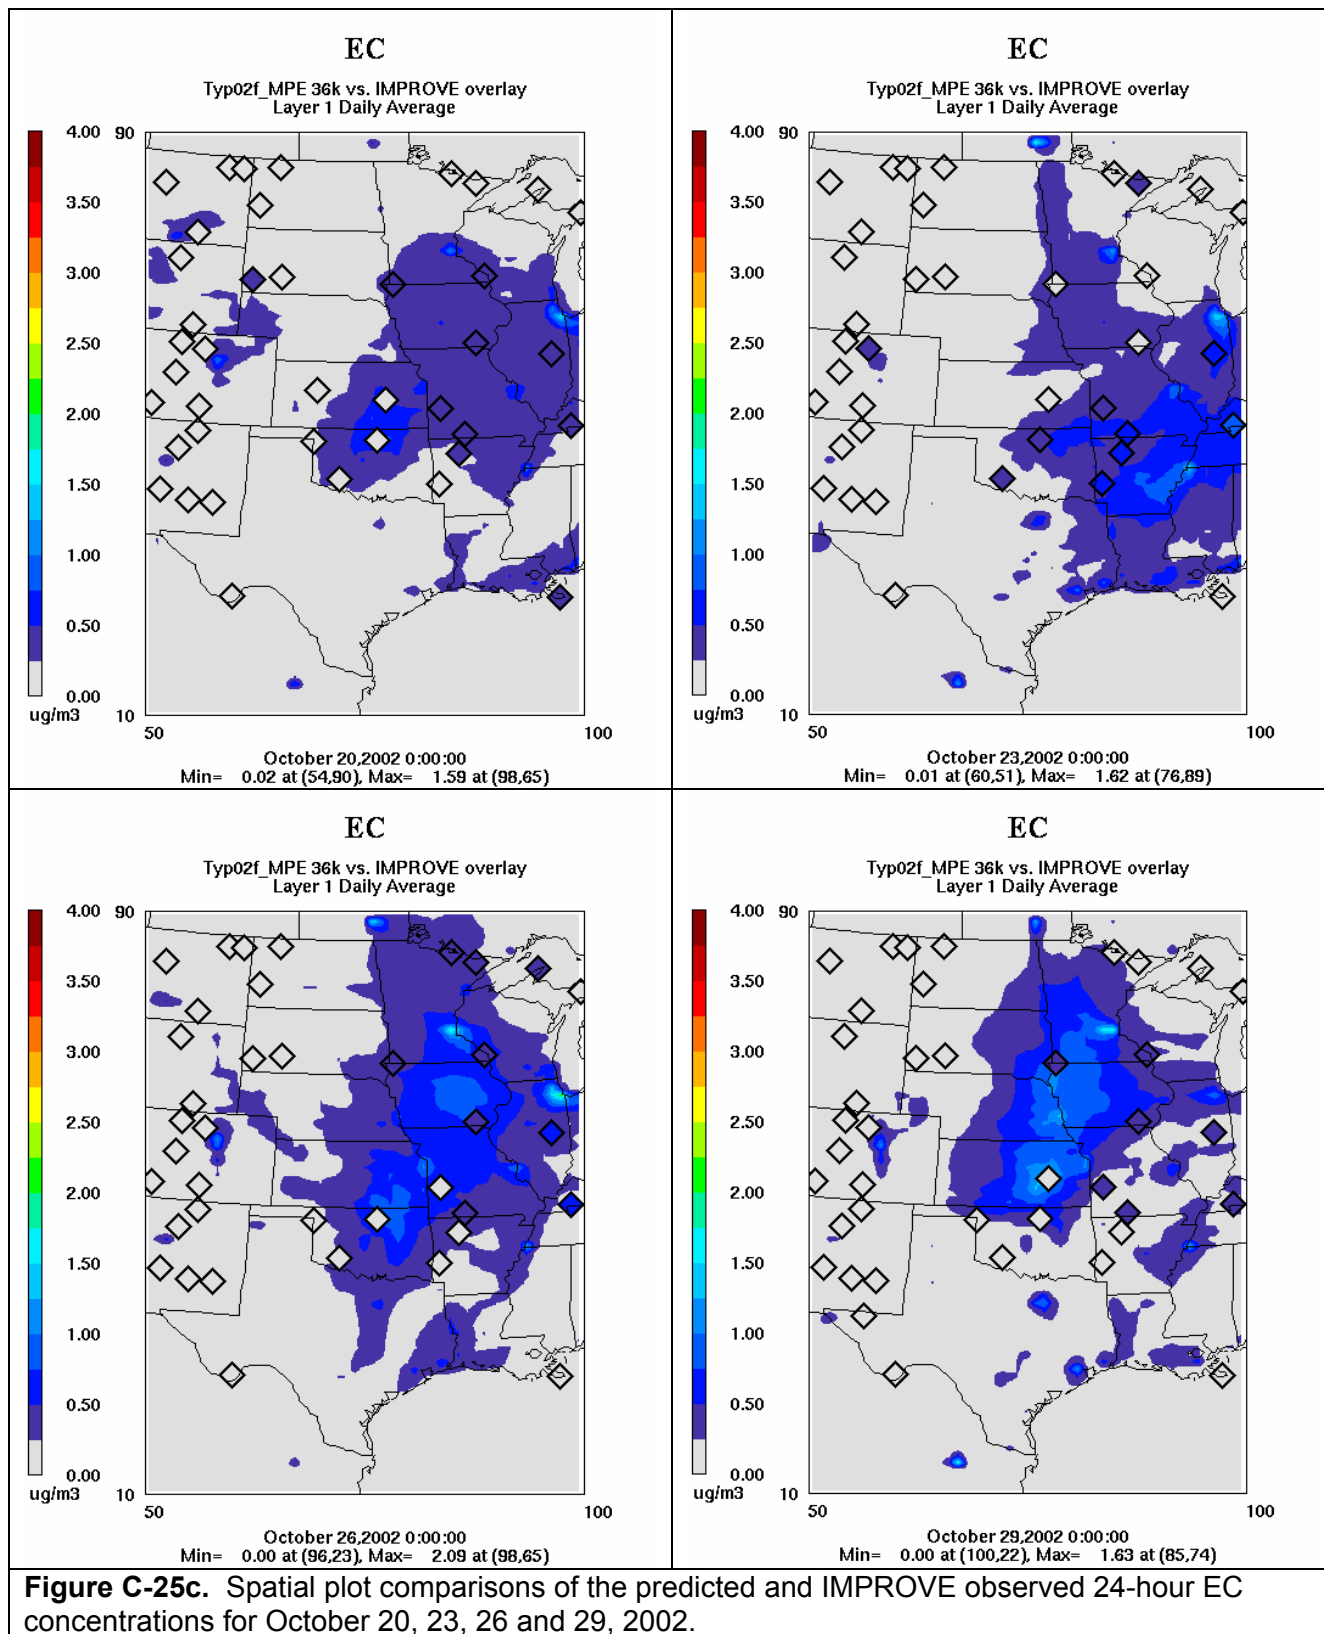 EC
Typ02f_MPE 36k vs. IMPROVE overlay
Layer 1 Daily Average
4.00
3.50
3.00
2.50
2.00
1.50
1.00
0.50
0.00
ug/m3
90
10
50
100
October 20,2002 0:00:00
Min= 0.02 at (54,90), Max= 1.59 at (98,65)
EC
Typ02f_MPE 36k vs. IMPROVE overlay
Layer 1 Daily Average
4.00
3.50
3.00
2.50
2.00
1.50
1.00
0.50
0.00
ug/m3
90
10
50
100
October 23,2002 0:00:00
Min= 0.01 at (60,51), Max= 1.62 at (76,89)
EC
Typ02f_MPE 36k vs. IMPROVE overlay
Layer 1 Daily Average
4.00
3.50
3.00
2.50
2.00
1.50
1.00
0.50
0.00
ug/m3
90
10
50
100
October 26,2002 0:00:00
Min= 0.00 at (96,23), Max= 2.09 at (98,65)
EC
Typ02f_MPE 36k vs. IMPROVE overlay
Layer 1 Daily Average
4.00
3.50
3.00
2.50
2.00
1.50
1.00
0.50
0.00
ug/m3
90
10
50
100
October 29,2002 0:00:00
Min= 0.00 at (100,22), Max= 1.63 at (85,74)
Figure C-25c. Spatial plot comparisons of the predicted and IMPROVE observed 24-hour EC
concentrations for October 20, 23, 26 and 29, 2002.